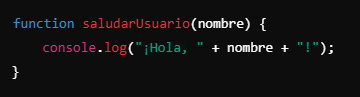 function saludarUsuario(nombre) {
    console.log("¡Hola, " + nombre + "!");
}